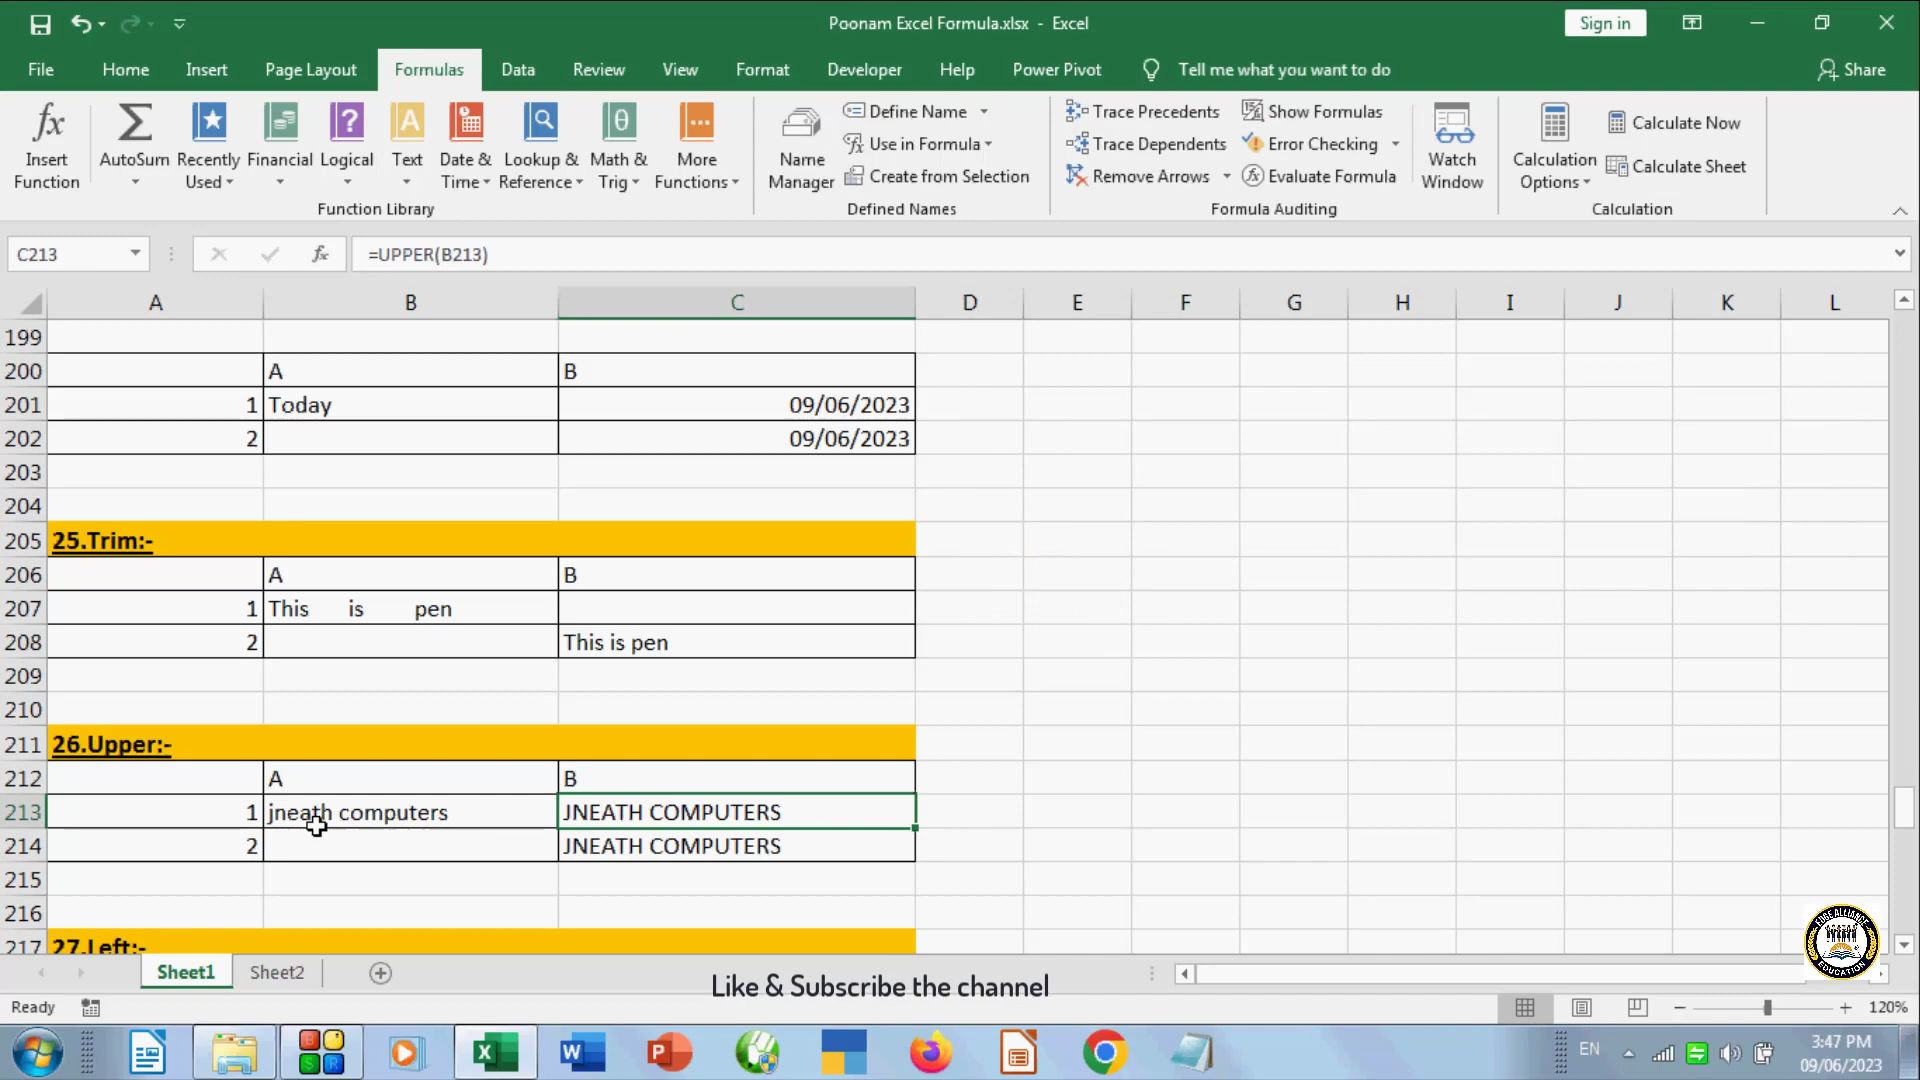 Poonam Excel Formula.xlsx - Excel
Sign in
File Home Insert Page Layout Formulas Data Review View Format Developer Help Power Pivot Tell me what you want to do Share
Insert Function
AutoSum
Recently Used
Financial
Logical
Text
Date & Time
Lookup & Reference
Math & Trig
More Functions
Function Library
Name Manager
Define Name
Use in Formula
Create from Selection
Defined Names
Trace Precedents
Trace Dependents
Remove Arrows
Show Formulas
Error Checking
Evaluate Formula
Formula Auditing
Watch Window
Calculation Options
Calculate Now
Calculate Sheet
Calculation
C213 fx =UPPER(B213)
A B C D E F G H I J K L
199
200 A B
201 1 Today 09/06/2023
202 2 09/06/2023
203
204
205 25.Trim:-
206 A B
207 1 This is pen
208 2 This is pen
209
210
211 26.Upper:-
212 A B
213 1 jneath computers JNEATH COMPUTERS
214 2 JNEATH COMPUTERS
215
216
217 27.Left:-
EDGE ALLIANCE
EDUCATION
Sheet1 Sheet2
Like & Subscribe the channel
Ready 120%
EN 3:47 PM
09/06/2023